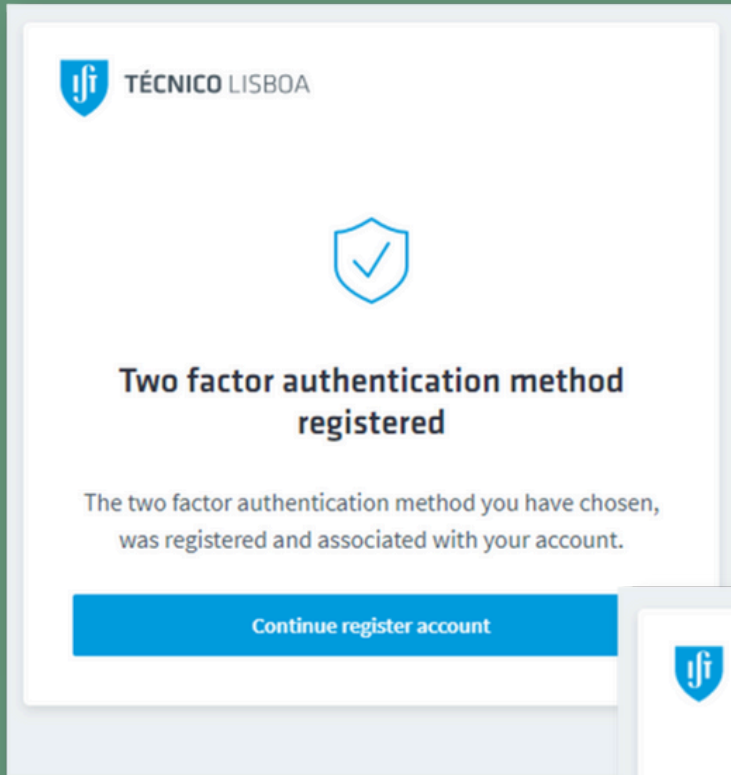 TÉCNICO LISBOA
Two factor authentication method
registered
The two factor authentication method you have chosen,
was registered and associated with your account.
Continue register account